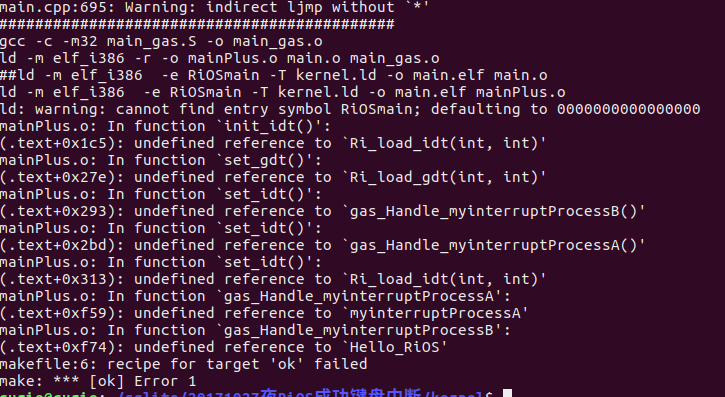 main.cpp:695: Warning: indirect ljmp without `*'
###########################################
gcc -c -m32 main_gas.S -o main_gas.o
ld -m elf_i386 -r -o mainPlus.o main.o main_gas.o
##ld -m elf_i386  -e RiOSmain -T kernel.ld -o main.elf main.o
ld -m elf_i386  -e RiOSmain -T kernel.ld -o main.elf mainPlus.o
ld: warning: cannot find entry symbol RiOSmain; defaulting to 0000000000000000
mainPlus.o: In function `init_idt()':
(.text+0x1c5): undefined reference to `Ri_load_idt(int, int)'
mainPlus.o: In function `set_gdt()':
(.text+0x27e): undefined reference to `Ri_load_gdt(int, int)'
mainPlus.o: In function `set_idt()':
(.text+0x293): undefined reference to `gas_Handle_myinterruptProcessB()'
mainPlus.o: In function `set_idt()':
(.text+0x2bd): undefined reference to `gas_Handle_myinterruptProcessA()'
mainPlus.o: In function `set_idt()':
(.text+0x313): undefined reference to `Ri_load_idt(int, int)'
mainPlus.o: In function `gas_Handle_myinterruptProcessA':
(.text+0xf59): undefined reference to `myinterruptProcessA'
mainPlus.o: In function `gas_Handle_myinterruptProcessB':
(.text+0xf74): undefined reference to `Hello_RiOS'
makefile:6: recipe for target 'ok' failed
make: *** [ok] Error 1